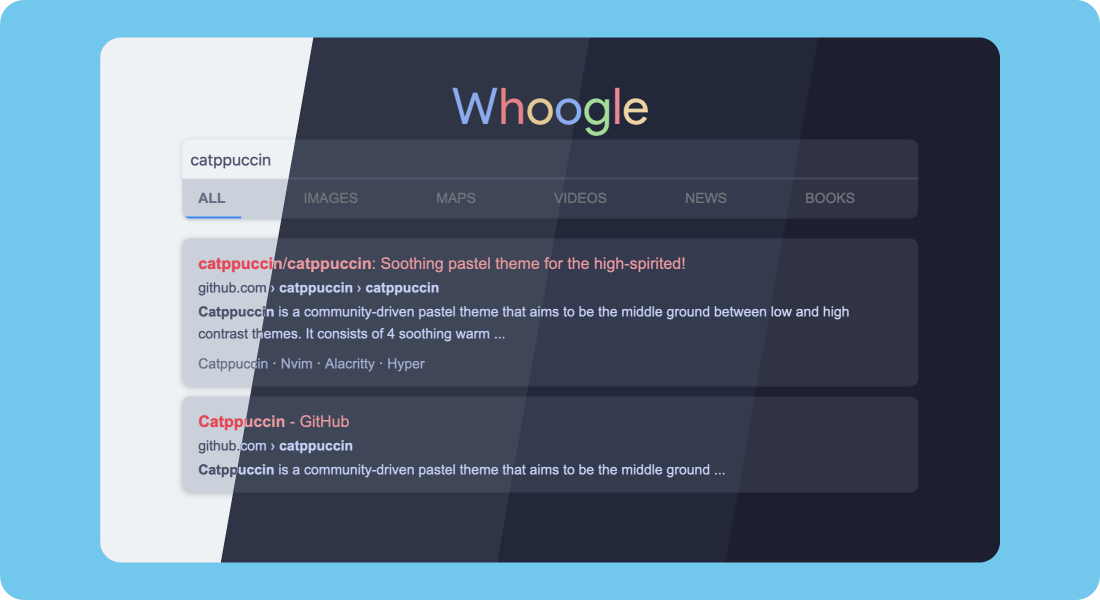 Whoogle
catppuccin
ALL IMAGES MAPS VIDEOS NEWS BOOKS
catppuccin/catppuccin: Soothing pastel theme for the high-spirited!
github.com › catppuccin › catppuccin
Catppuccin is a community-driven pastel theme that aims to be the middle ground between low and high
contrast themes. It consists of 4 soothing warm ...
Catppuccin · Nvim · Alacritty · Hyper
Catppuccin - GitHub
github.com › catppuccin
Catppuccin is a community-driven pastel theme that aims to be the middle ground ...